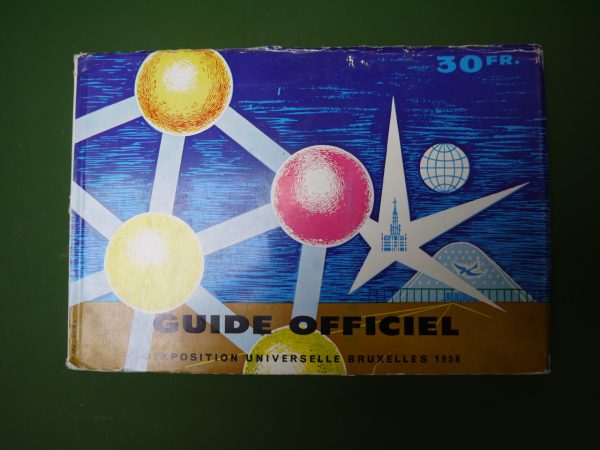 30 FR.
GUIDE OFFICIEL
EXPOSITION UNIVERSELLE BRUXELLES 1958